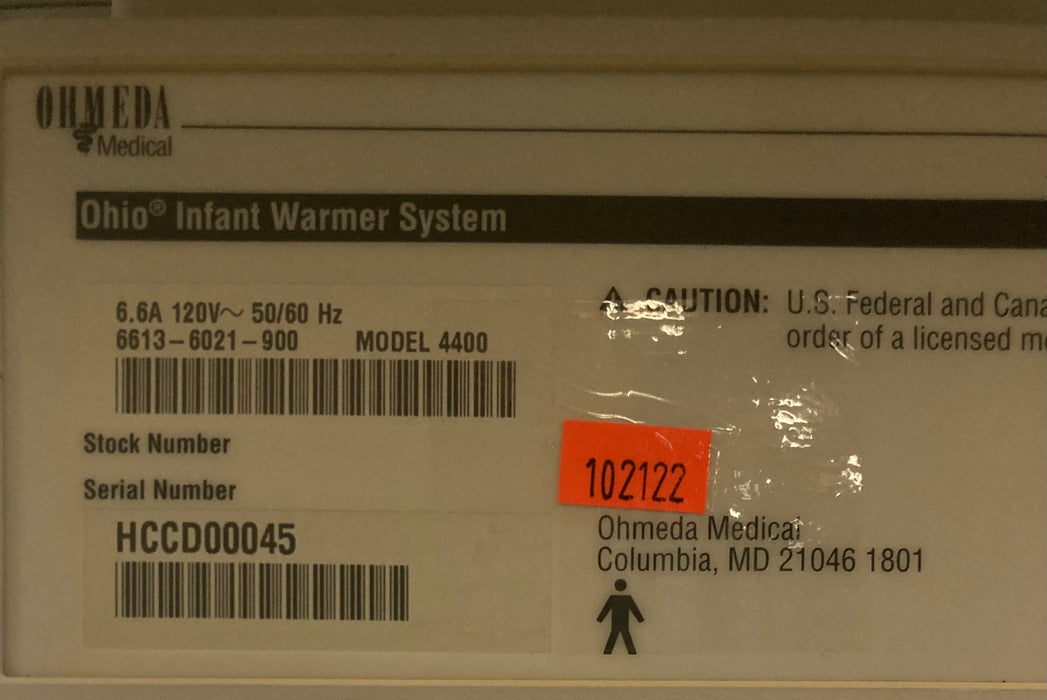 OHMEDA
Medical
Ohio® Infant Warmer System
6.6A 120V~ 50/60 Hz
6613-6021-900 MODEL 4400
Stock Number
Serial Number
HCCD00045
CAUTION: U.S. Federal and Cana
order of a licensed m
102122
Ohmeda Medical
Columbia, MD 21046 1801